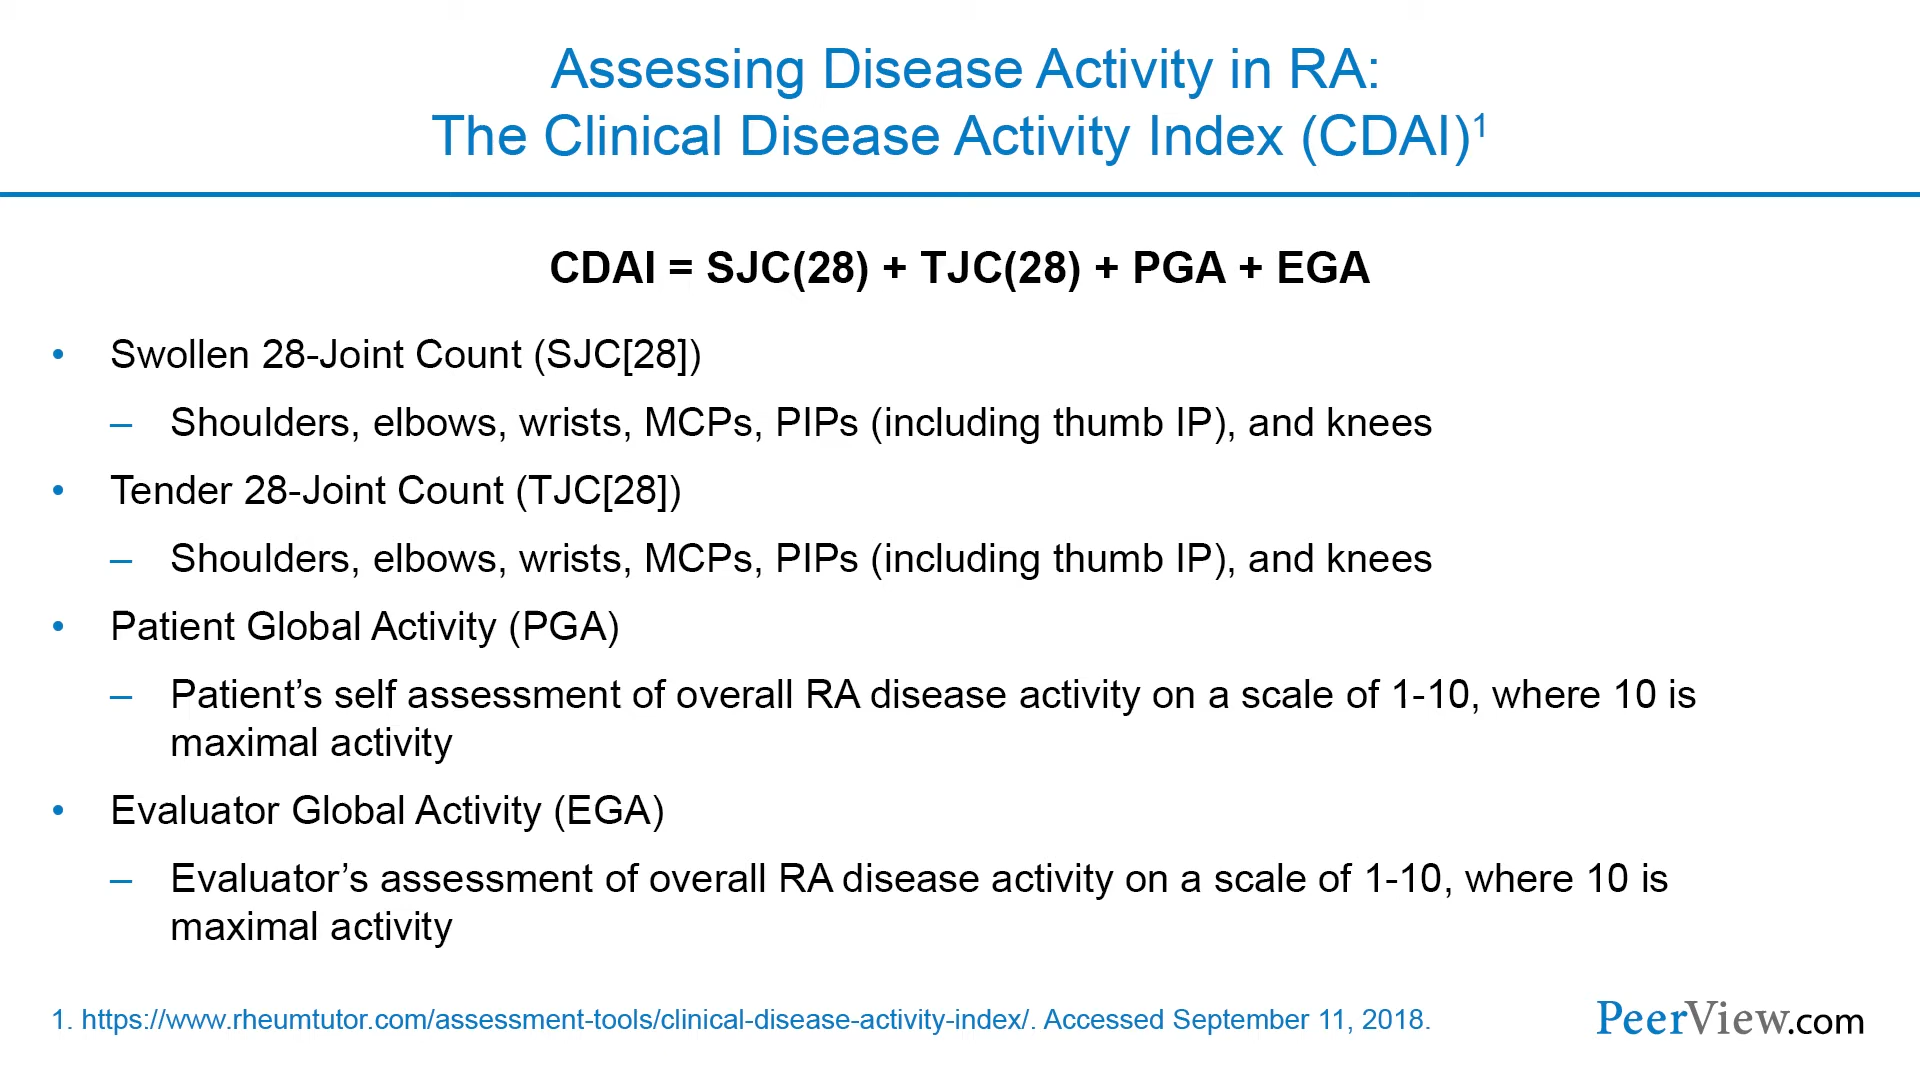 Assessing Disease Activity in RA:
The Clinical Disease Activity Index (CDAI)1
CDAI = SJC(28) + TJC(28) + PGA + EGA
• Swollen 28-Joint Count (SJC[28])
– Shoulders, elbows, wrists, MCPs, PIPs (including thumb IP), and knees
• Tender 28-Joint Count (TJC[28])
– Shoulders, elbows, wrists, MCPs, PIPs (including thumb IP), and knees
• Patient Global Activity (PGA)
– Patient’s self assessment of overall RA disease activity on a scale of 1-10, where 10 is
maximal activity
• Evaluator Global Activity (EGA)
– Evaluator’s assessment of overall RA disease activity on a scale of 1-10, where 10 is
maximal activity
1. https://www.rheumtutor.com/assessment-tools/clinical-disease-activity-index/. Accessed September 11, 2018.
PeerView.com